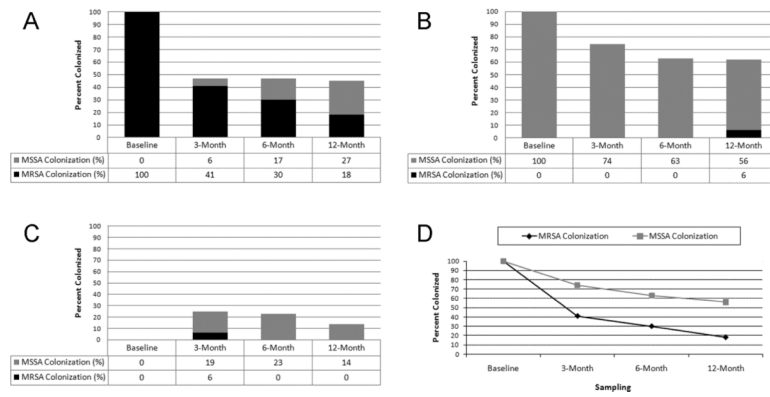 A
Percent Colonized
100
90
80
70
60
50
40
30
20
10
0
Baseline 3-Month 6-Month 12-Month
MSSA Colonization (%) 0 6 17 27
MRSA Colonization (%) 100 41 30 18
B
Percent Colonized
100
90
80
70
60
50
40
30
20
10
0
Baseline 3-Month 6-Month 12-Month
MSSA Colonization (%) 100 74 63 56
MRSA Colonization (%) 0 0 0 6
C
Percent Colonized
100
90
80
70
60
50
40
30
20
10
0
Baseline 3-Month 6-Month 12-Month
MSSA Colonization (%) 0 19 23 14
MRSA Colonization (%) 0 6 0 0
D
MRSA Colonization MSSA Colonization
Percent Colonized
100
90
80
70
60
50
40
30
20
10
0
Baseline 3-Month 6-Month 12-Month
Sampling